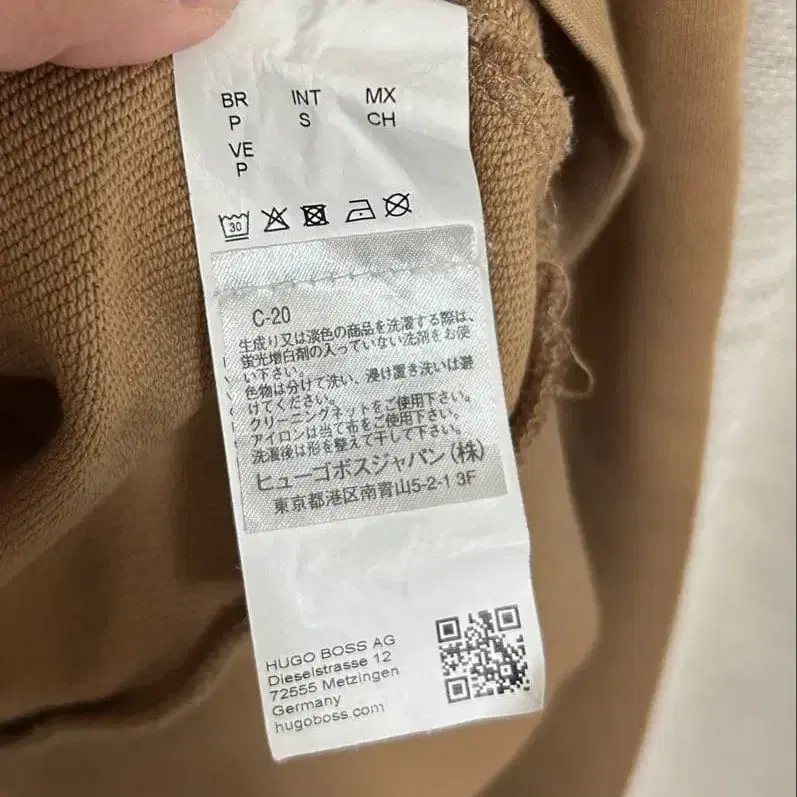 BR INT MX
P S CH
VE
P
30
C-20
生成り又は淡色の商品を洗濯する際は、
蛍光増白剤の入っていない洗剤をお使
い下さい。
色物は分けて洗い、浸け置き洗いは避
けてください。
クリーニングネットをご使用下さい。
アイロンは当て布をご使用下さい。
洗濯後は形を整えて干して下さい。
ヒューゴボスジャパン(株)
東京都港区南青山5-2-1 3F
HUGO BOSS AG
Dieselstrasse 12
72555 Metzingen
Germany
hugoboss.com